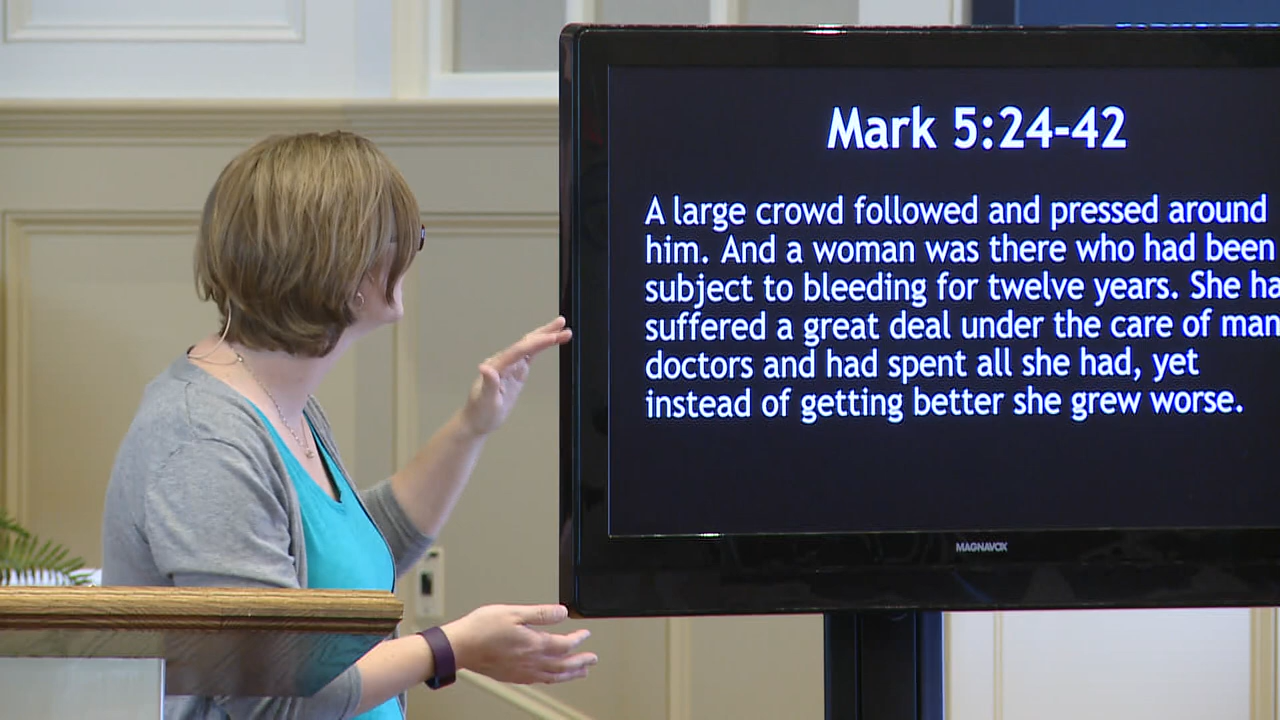 Mark 5:24-42
A large crowd followed and pressed around
him. And a woman was there who had been
subject to bleeding for twelve years. She ha
suffered a great deal under the care of man
doctors and had spent all she had, yet
instead of getting better she grew worse.
MAGNAVOX